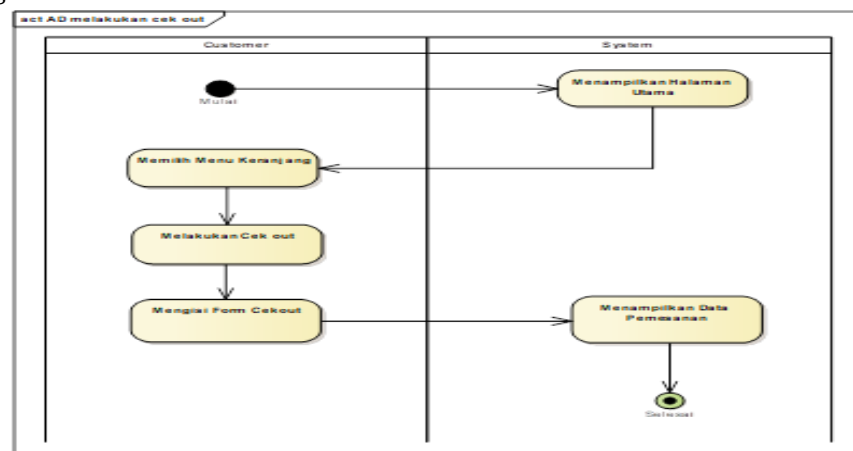 act AD melakukan cek out
Customer
System
Mulai
Menampilkan Halaman
Utama
Memilih Menu Keranjang
Melakukan Cek out
Mengisi Form Cekout
Menampilkan Data
Pemesanan
Selesai